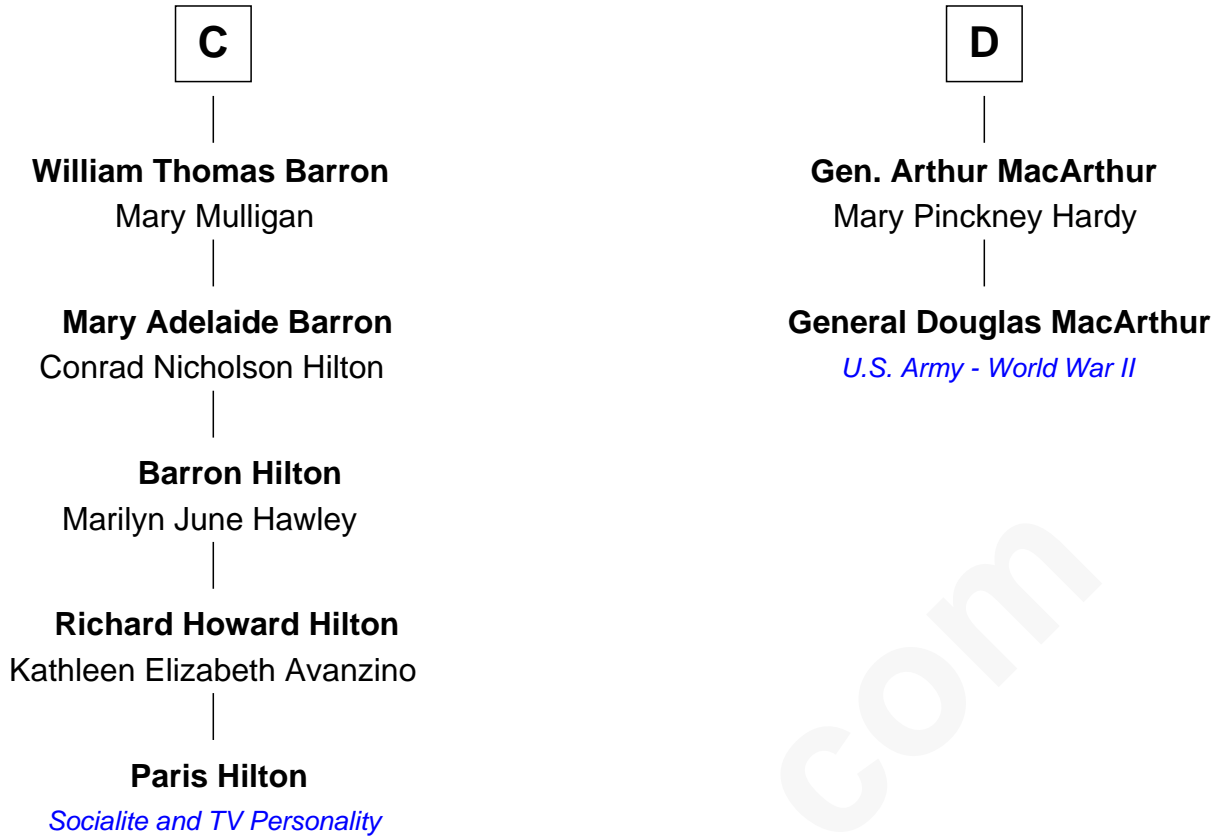 C
William Thomas Barron
Mary Mulligan
Mary Adelaide Barron
Conrad Nicholson Hilton
Barron Hilton
Marilyn June Hawley
Richard Howard Hilton
Kathleen Elizabeth Avanzino
Paris Hilton
Socialite and TV Personality
D
Gen. Arthur MacArthur
Mary Pinckney Hardy
General Douglas MacArthur
U.S. Army - World War II
com